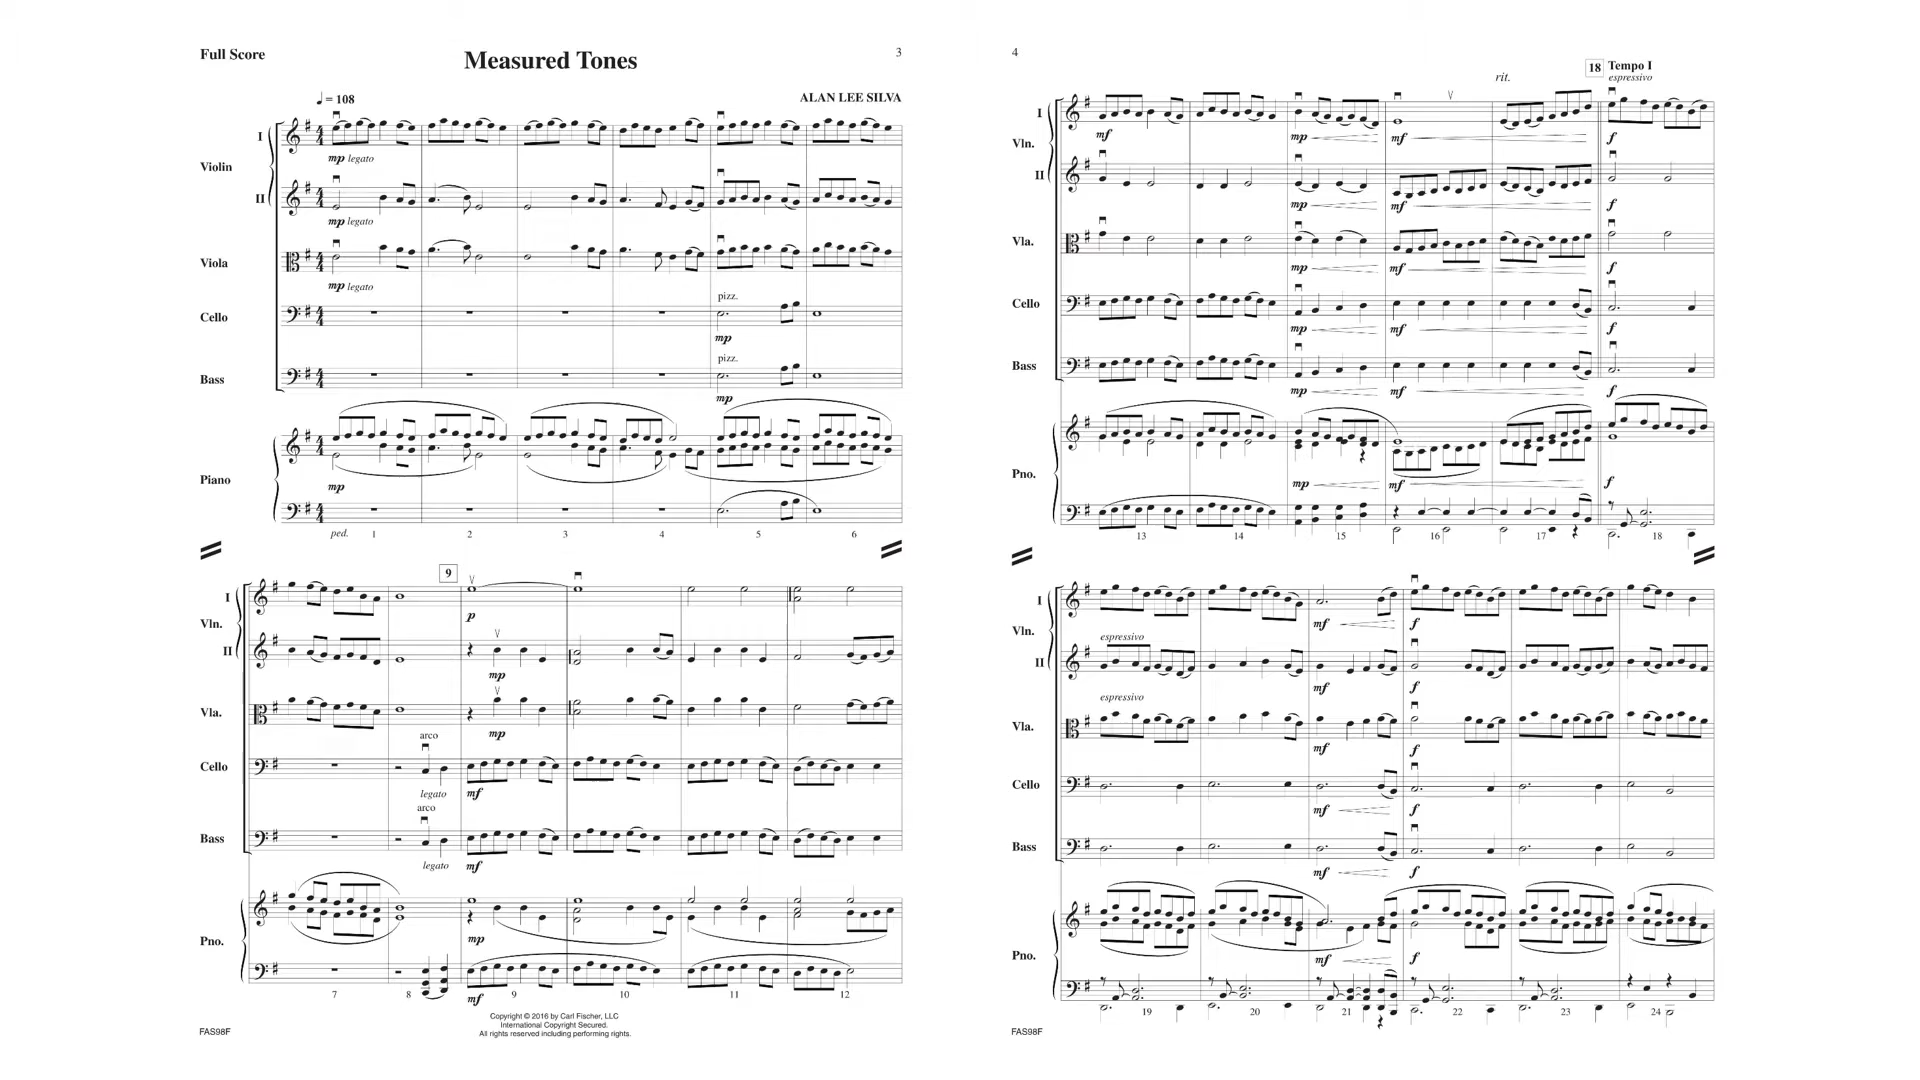 Full Score
Measured Tones
3
♩ = 108
ALAN LEE SILVA
I
Violin
mp legato
II
mp legato
Viola
mp legato
pizz.
Cello
mp
pizz.
Bass
mp
Piano
mp
ped. 1 2 3 4 5 6
9
I
Vln.
p
II
mp
Vla.
mp
arco
Cello
legato mf
arco
Bass
legato mf
Pno.
mp
mf
7 8 9 10 11 12
Copyright © 2016 by Carl Fischer, LLC
International Copyright Secured.
All rights reserved including performing rights.
FAS98F
4
rit. 18 Tempo I
espressivo
I
mf mp mf f
Vln.
II
mp mf f
Vla.
mp mf f
Cello
mp mf f
Bass
mp mf f
Pno.
mp mf f
13 14 15 16 17 18
I
mf f
Vln.
espressivo
II
mf f
espressivo
Vla.
mf f
Cello
mf f
Bass
mf f
Pno.
mf f
19 20 21 22 23 24
FAS98F